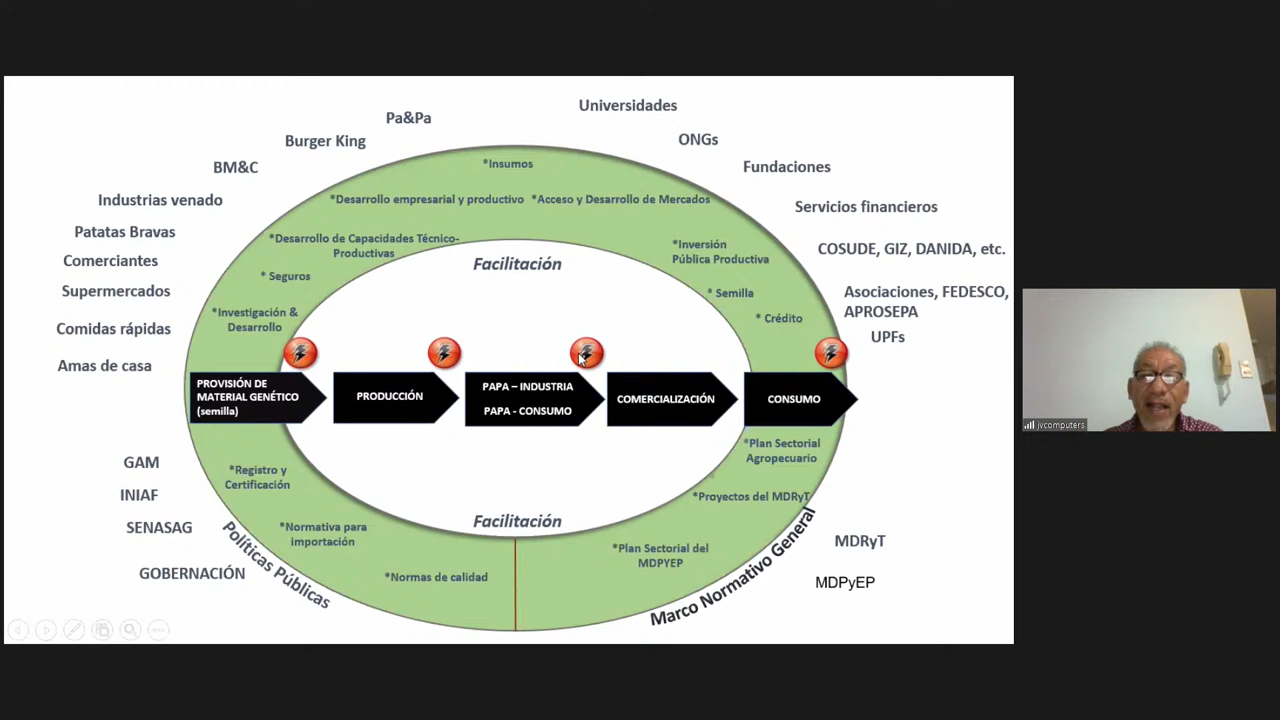 Universidades
Pa&Pa
Burger King
ONGs
BM&C
Fundaciones
Industrias venado
Servicios financieros
Patatas Bravas
COSUDE, GIZ, DANIDA, etc.
Comerciantes
Supermercados
Asociaciones, FEDESCO,
APROSEPA
Comidas rápidas
UPFs
Amas de casa
*Insumos
*Desarrollo empresarial y productivo
*Acceso y Desarrollo de Mercados
*Desarrollo de Capacidades Técnico-
Productivas
*Inversión
Pública Productiva
* Seguros
* Semilla
*Investigación &
Desarrollo
* Crédito
Facilitación
PROVISIÓN DE
MATERIAL GENÉTICO
(semilla)
PRODUCCIÓN
PAPA – INDUSTRIA
PAPA - CONSUMO
COMERCIALIZACIÓN
CONSUMO
*Plan Sectorial
Agropecuario
*Registro y
Certificación
*Proyectos del MDRyT
Facilitación
*Normativa para
importación
*Plan Sectorial del
MDPYEP
*Normas de calidad
Políticas Públicas
Marco Normativo General
GAM
INIAF
SENASAG
GOBERNACIÓN
MDRyT
MDPyEP
jvcomputers